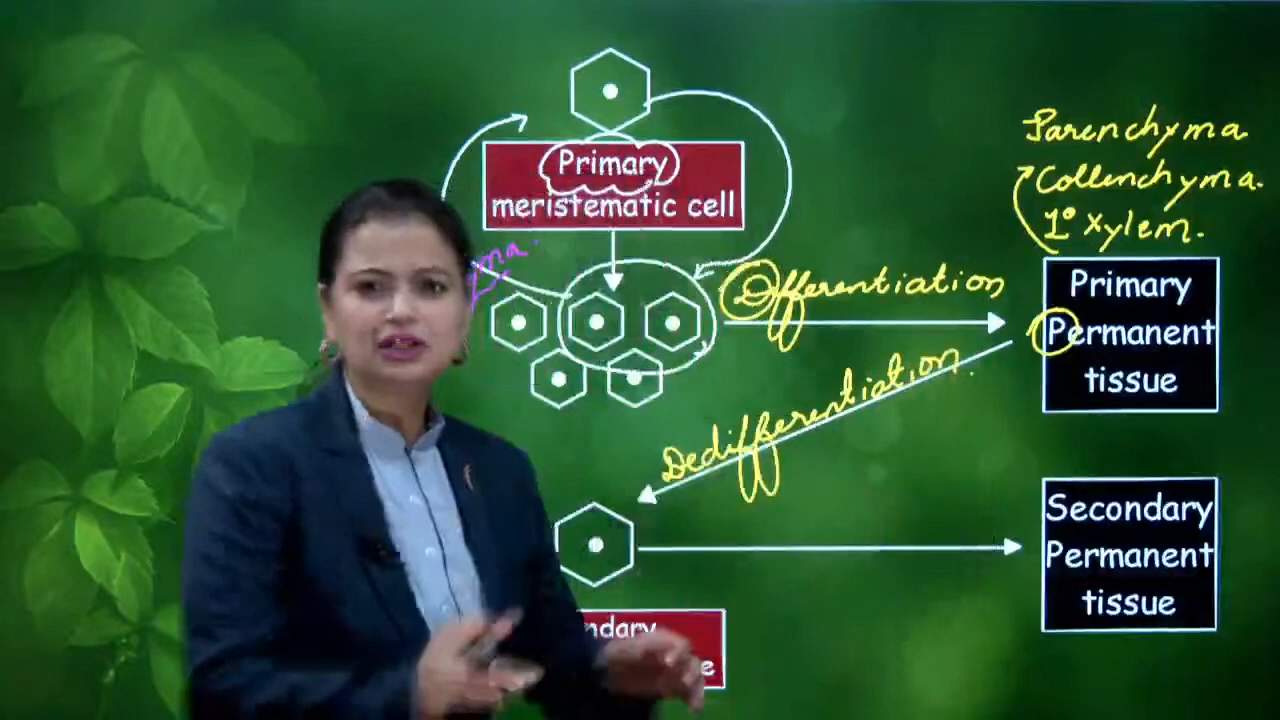 Primary
meristematic cell
Parenchyma
Collenchyma.
1° Xylem.
Differentiation
Primary
Permanent
tissue
Dedifferentiation.
Secondary
Permanent
tissue